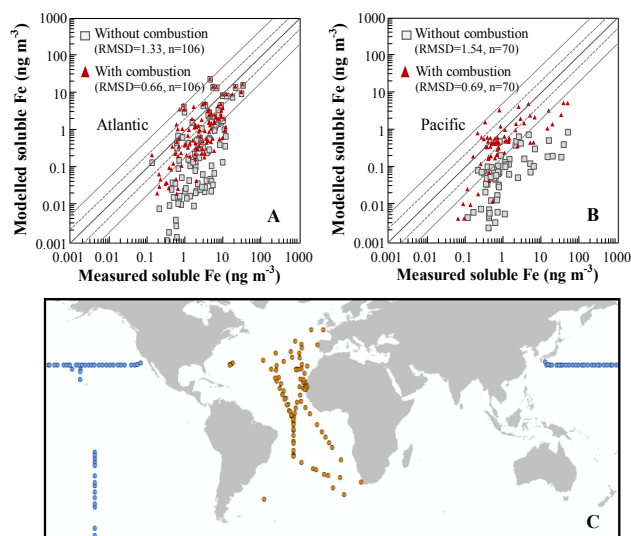 A
Without combustion
(RMSD=1.33, n=106)
With combustion
(RMSD=0.66, n=106)
Atlantic
Modelled soluble Fe (ng m⁻³)
1000
100
10
1
0.1
0.01
0.001
0.001 0.01 0.1 1 10 100 1000
Measured soluble Fe (ng m⁻³)
B
Without combustion
(RMSD=1.54, n=70)
With combustion
(RMSD=0.69, n=70)
Pacific
Modelled soluble Fe (ng m⁻³)
1000
100
10
1
0.1
0.01
0.001
0.001 0.01 0.1 1 10 100 1000
Measured soluble Fe (ng m⁻³)
C